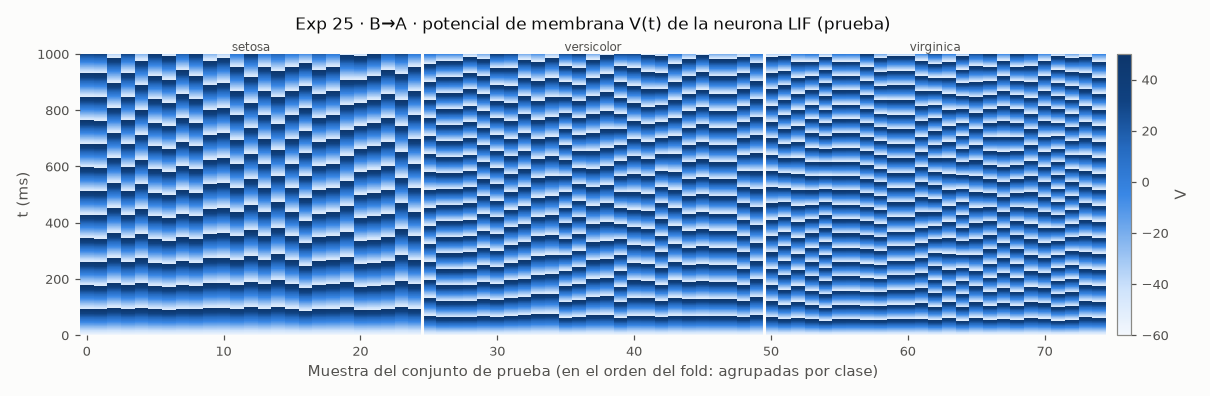 Exp 25 · B→A · potencial de membrana V(t) de la neurona LIF (prueba)
setosa
versicolor
virginica
t (ms)
1000
800
600
400
200
0
0
10
20
30
40
50
60
70
Muestra del conjunto de prueba (en el orden del fold: agrupadas por clase)
40
20
0
−20
−40
−60
V